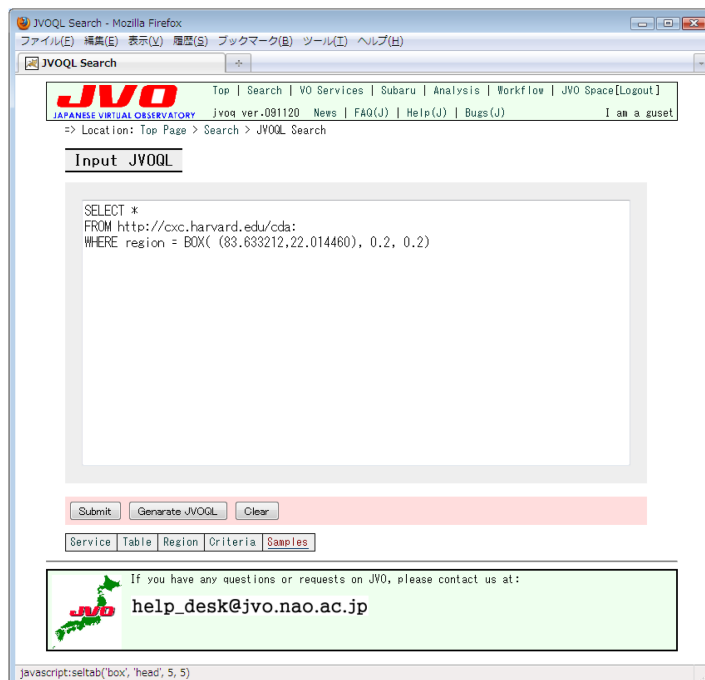 JVOQL Search - Mozilla Firefox
ファイル(F) 編集(E) 表示(V) 履歴(S) ブックマーク(B) ツール(T) ヘルプ(H)
JVOQL Search
JVO Top | Search | VO Services | Subaru | Analysis | Workflow | JVO Space[Logout]
JAPANESE VIRTUAL OBSERVATORY jvoq ver.091120 News | FAQ(J) | Help(J) | Bugs(J) I am a guset
=> Location: Top Page > Search > JVOQL Search
Input JVOQL
SELECT *
FROM http://cxc.harvard.edu/cda:
WHERE region = BOX( (83.633212,22.014460), 0.2, 0.2)
Submit Genarate JVOQL Clear
Service Table Region Criteria Samples
If you have any questions or requests on JVO, please contact us at:
JVO help_desk@jvo.nao.ac.jp
javascript:seltab('box', 'head', 5, 5)